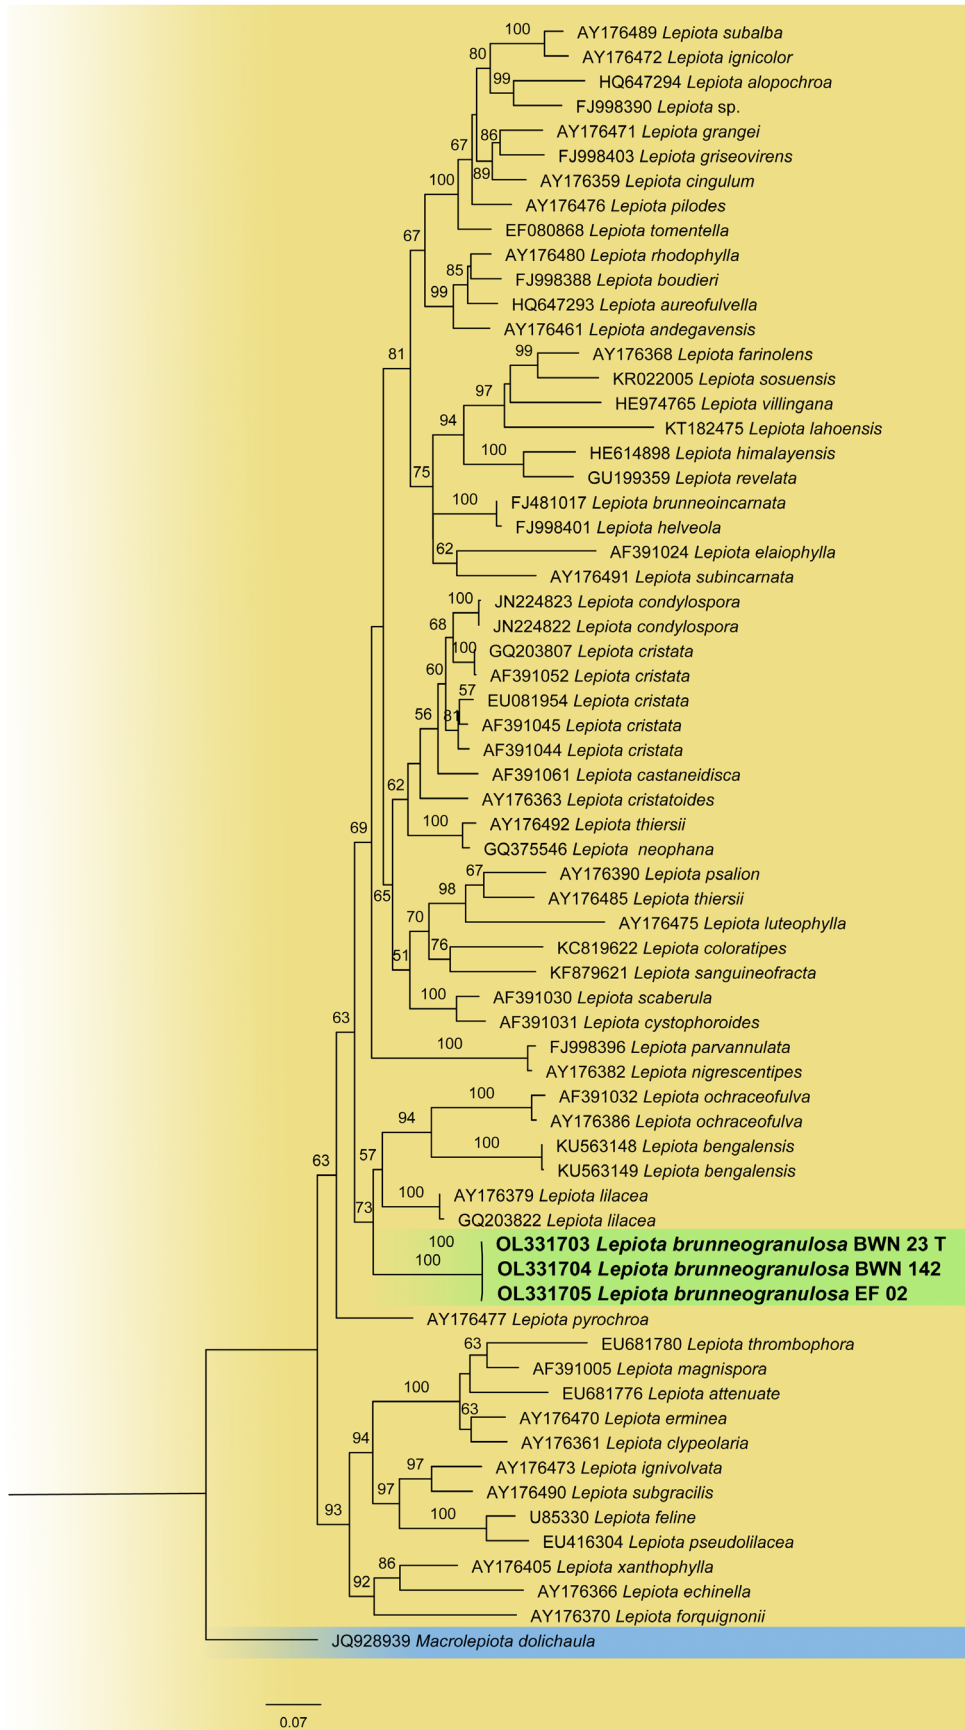 100
AY176489 Lepiota subalba
80
AY176472 Lepiota ignicolor
99
HQ647294 Lepiota alopochroa
FJ998390 Lepiota sp.
86
AY176471 Lepiota grangei
67
FJ998403 Lepiota griseovirens
100
89
AY176359 Lepiota cingulum
AY176476 Lepiota pilodes
67
EF080868 Lepiota tomentella
85
AY176480 Lepiota rhodophylla
FJ998388 Lepiota boudieri
99
HQ647293 Lepiota aureofulvella
AY176461 Lepiota andegavensis
81
99
AY176368 Lepiota farinolens
KR022005 Lepiota sosuensis
97
HE974765 Lepiota villingana
94
KT182475 Lepiota lahoensis
100
HE614898 Lepiota himalayensis
75
GU199359 Lepiota revelata
100
FJ481017 Lepiota brunneoincarnata
FJ998401 Lepiota helveola
62
AF391024 Lepiota elaiophylla
AY176491 Lepiota subincarnata
100
JN224823 Lepiota condylospora
68
JN224822 Lepiota condylospora
100
GQ203807 Lepiota cristata
60
AF391052 Lepiota cristata
57
EU081954 Lepiota cristata
56
81
AF391045 Lepiota cristata
AF391044 Lepiota cristata
62
AF391061 Lepiota castaneidisca
AY176363 Lepiota cristatoides
69
100
AY176492 Lepiota thiersii
GQ375546 Lepiota neophana
67
AY176390 Lepiota psalion
65
98
AY176485 Lepiota thiersii
70
AY176475 Lepiota luteophylla
76
KC819622 Lepiota coloratipes
51
KF879621 Lepiota sanguineofracta
100
AF391030 Lepiota scaberula
63
AF391031 Lepiota cystophoroides
100
FJ998396 Lepiota parvannulata
AY176382 Lepiota nigrescentipes
100
AF391032 Lepiota ochraceofulva
94
AY176386 Lepiota ochraceofulva
100
KU563148 Lepiota bengalensis
63
57
KU563149 Lepiota bengalensis
100
AY176379 Lepiota lilacea
73
GQ203822 Lepiota lilacea
100
OL331703 Lepiota brunneogranulosa BWN 23 T
100
OL331704 Lepiota brunneogranulosa BWN 142
OL331705 Lepiota brunneogranulosa EF 02
AY176477 Lepiota pyrochroa
63
EU681780 Lepiota thrombophora
AF391005 Lepiota magnispora
100
EU681776 Lepiota attenuate
63
AY176470 Lepiota erminea
94
AY176361 Lepiota clypeolaria
97
AY176473 Lepiota ignivolvata
97
AY176490 Lepiota subgracilis
93
100
U85330 Lepiota feline
EU416304 Lepiota pseudolilacea
86
AY176405 Lepiota xanthophylla
92
AY176366 Lepiota echinella
AY176370 Lepiota forquignonii
JQ928939 Macrolepiota dolichaula
0.07